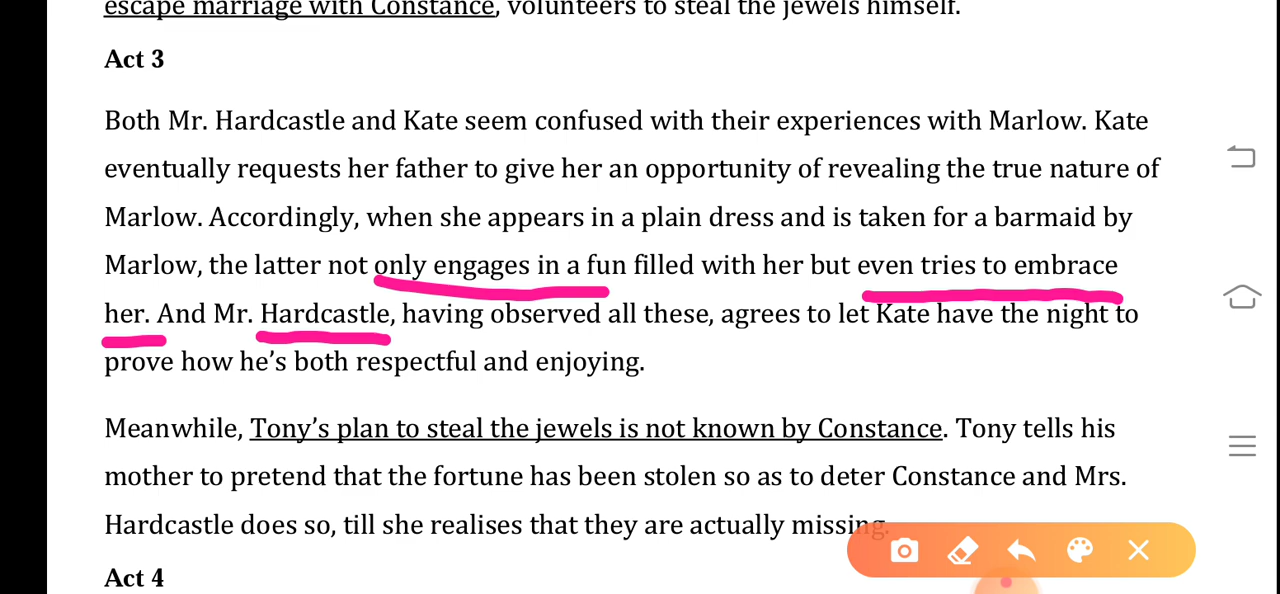 escape marriage with Constance, volunteers to steal the jewels himself.
Act 3
Both Mr. Hardcastle and Kate seem confused with their experiences with Marlow. Kate
eventually requests her father to give her an opportunity of revealing the true nature of
Marlow. Accordingly, when she appears in a plain dress and is taken for a barmaid by
Marlow, the latter not only engages in a fun filled with her but even tries to embrace
her. And Mr. Hardcastle, having observed all these, agrees to let Kate have the night to
prove how he’s both respectful and enjoying.
Meanwhile, Tony’s plan to steal the jewels is not known by Constance. Tony tells his
mother to pretend that the fortune has been stolen so as to deter Constance and Mrs.
Hardcastle does so, till she realises that they are actually missing.
Act 4